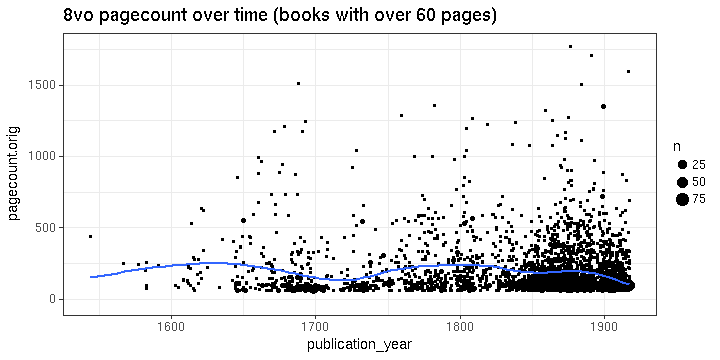 8vo pagecount over time (books with over 60 pages)
1500
1000
500
0
pagecount.orig
1600
1700
1800
1900
publication_year
n
25
50
75